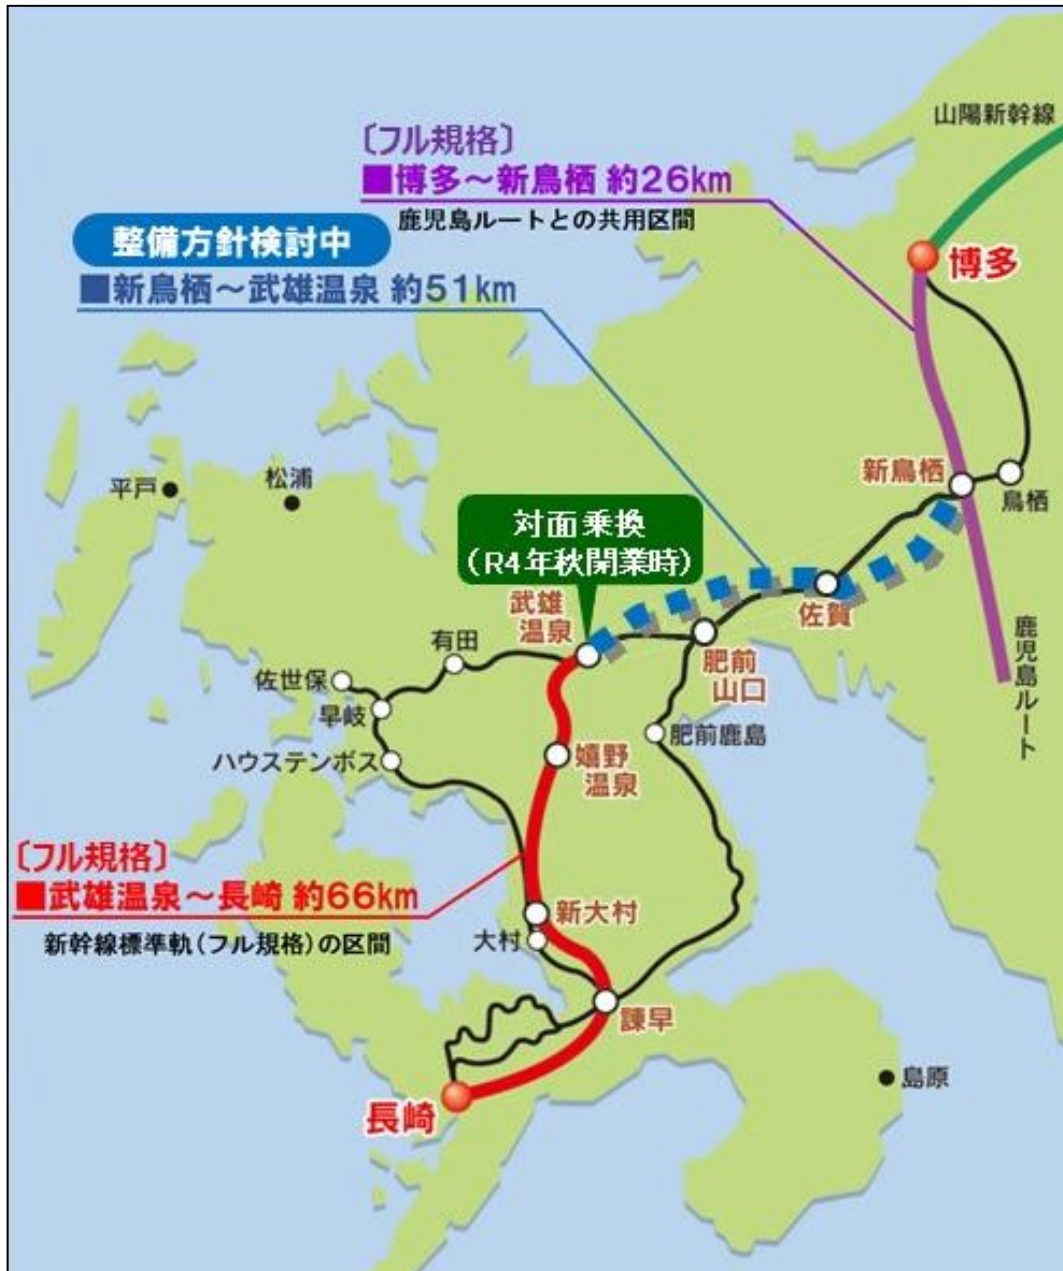 山陽新幹線
〔フル規格〕
■博多～新鳥栖 約26km
鹿児島ルートとの共用区間
整備方針検討中
■新鳥栖～武雄温泉 約51km
博多
新鳥栖
鳥栖
平戸
松浦
対面乗換
(R4年秋開業時)
武雄
温泉
佐賀
肥前
山口
鹿児島ルート
有田
佐世保
早岐
ハウステンボス
肥前鹿島
嬉野
温泉
〔フル規格〕
■武雄温泉～長崎 約66km
新幹線標準軌(フル規格)の区間
新大村
大村
諫早
島原
長崎